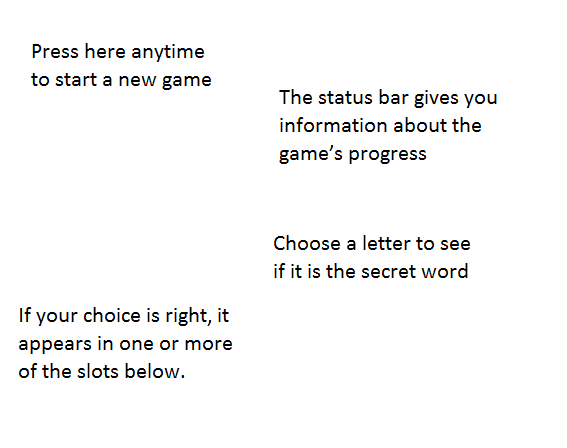 Press here anytime
to start a new game
The status bar gives you
information about the
game’s progress
Choose a letter to see
if it is the secret word
If your choice is right, it
appears in one or more
of the slots below.